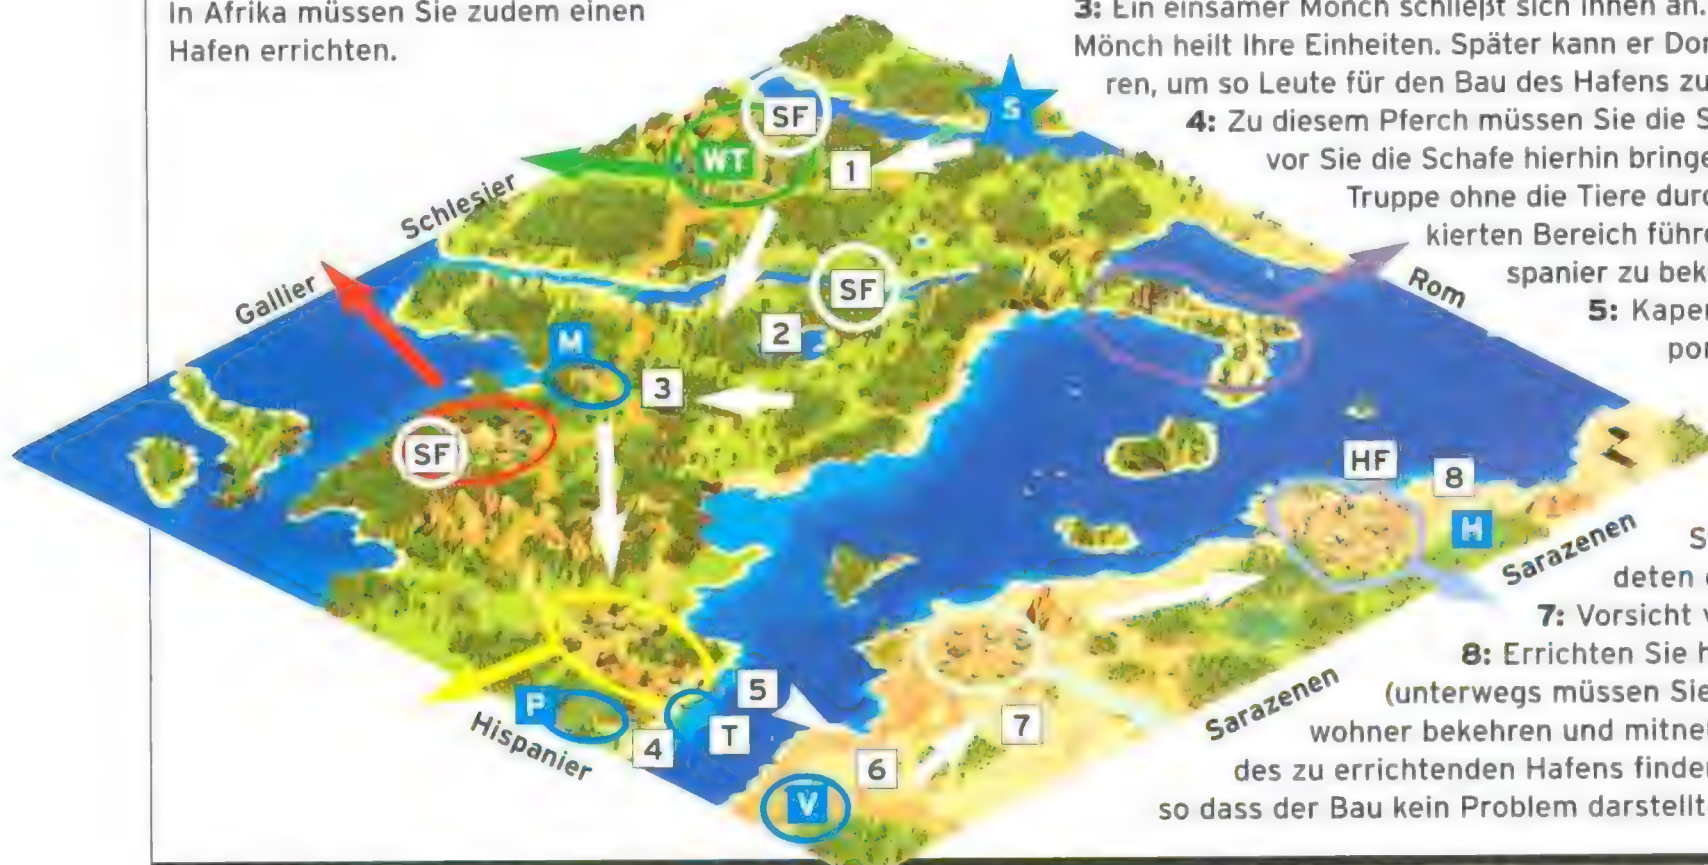 In Afrika müssen Sie zudem einen
Hafen errichten.
3: Ein einsamer Mönch schließt sich Ihnen an.
Mönch heilt Ihre Einheiten. Später kann er Dor
ren, um so Leute für den Bau des Hafens zu
4: Zu diesem Pferch müssen Sie die S
vor Sie die Schafe hierhin bringe
Truppe ohne die Tiere durc
kierten Bereich führe
spanier zu bek
5: Kaper
por
S
deten
7: Vorsicht v
8: Errichten Sie h
(unterwegs müssen Sie
wohner bekehren und mitne
des zu errichtenden Hafens finde
so dass der Bau kein Problem darstellt
S
SF
WT
1
Schlesier
SF
Gallier
2
Rom
M
3
SF
HF
8
H
Sarazenen
5
P
T
4
Hispanier
7
Sarazenen
6
V